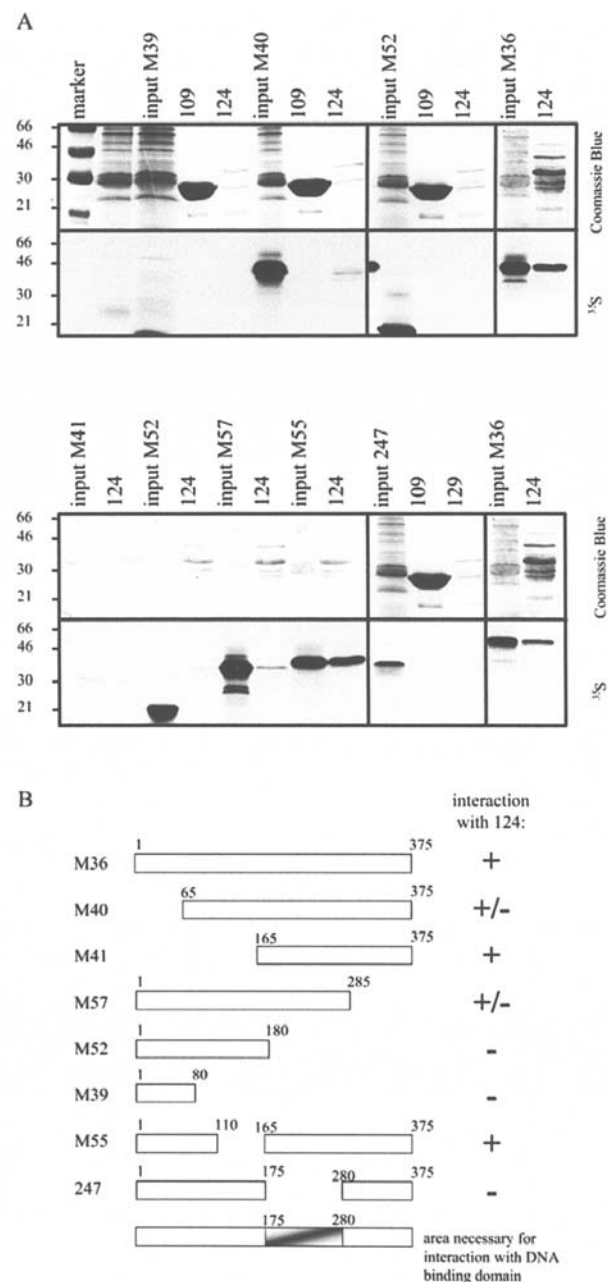 A
marker
input M39
109
124
input M40
109
124
input M52
109
124
input M36
124
66
46
30
21
Coomassie Blue
66
46
30
21
35S
input M41
124
input M52
124
input M57
124
input M55
124
input 247
109
129
input M36
124
66
46
30
21
Coomassie Blue
66
46
30
21
35S
B
interaction
with 124:
M36 1 375 +
M40 65 375 +/-
M41 165 375 +
M57 1 285 +/-
M52 1 180 -
M39 1 80 -
M55 1 110 165 375 +
247 1 175 280 375 -
175 280
area necessary for
interaction with DNA
binding domain